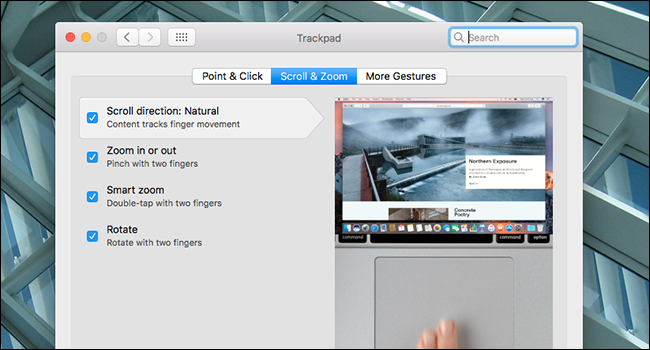 Trackpad
Search
Point & Click
Scroll & Zoom
More Gestures
Scroll direction: Natural
Content tracks finger movement
Zoom in or out
Pinch with two fingers
Smart zoom
Double-tap with two fingers
Rotate
Rotate with two fingers
Northern Exposure
Concrete
Poetry
command
command
option